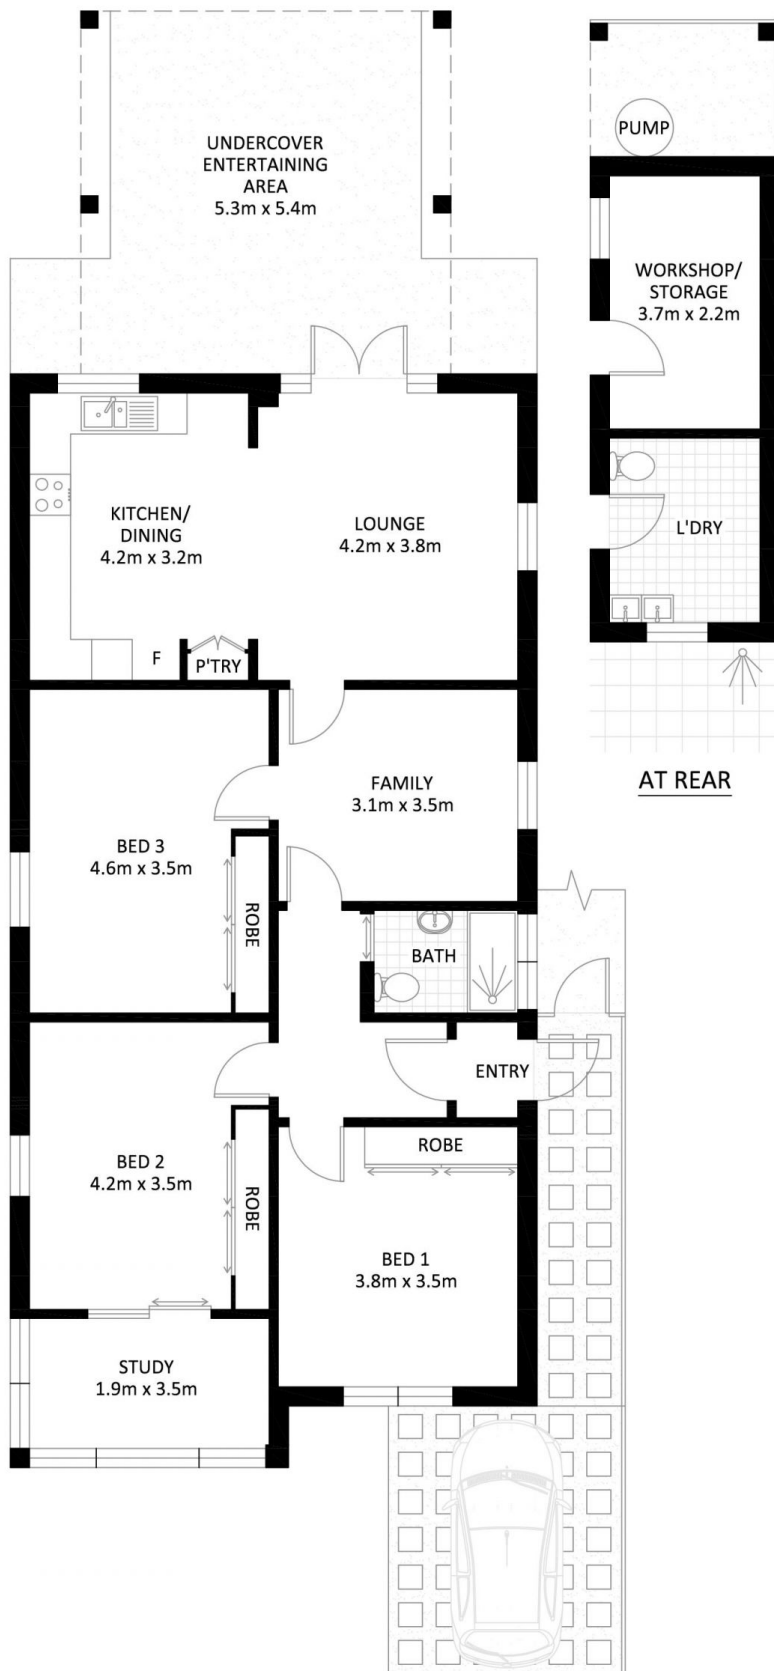 UNDERCOVER
ENTERTAINING
AREA
5.3m x 5.4m
PUMP
WORKSHOP/
STORAGE
3.7m x 2.2m
KITCHEN/
DINING
4.2m x 3.2m
LOUNGE
4.2m x 3.8m
L'DRY
F
P'TRY
AT REAR
FAMILY
3.1m x 3.5m
BED 3
4.6m x 3.5m
ROBE
BATH
ENTRY
BED 2
4.2m x 3.5m
ROBE
ROBE
BED 1
3.8m x 3.5m
STUDY
1.9m x 3.5m